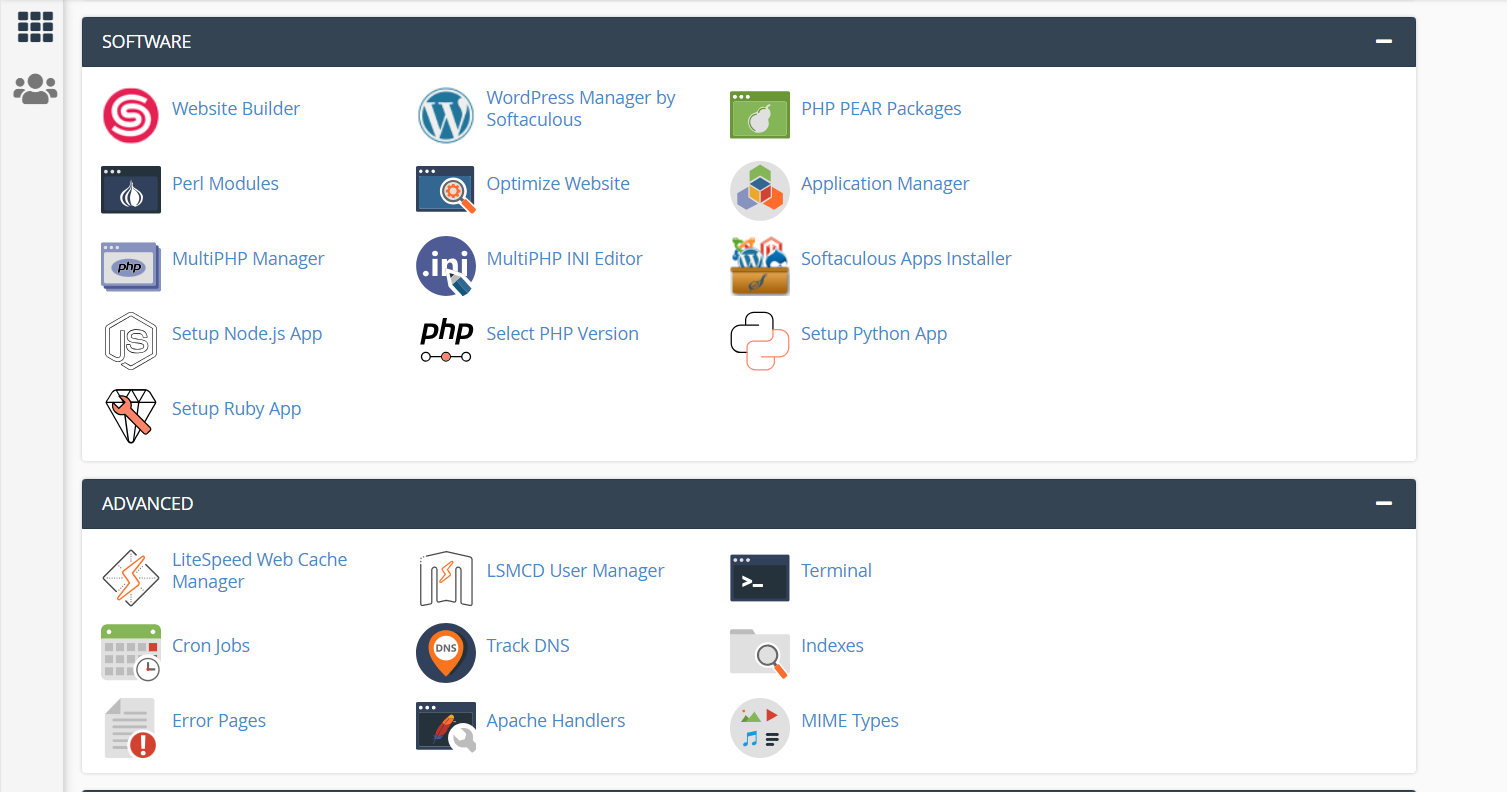 SOFTWARE
Website Builder
WordPress Manager by
Softaculous
PHP PEAR Packages
Perl Modules
Optimize Website
Application Manager
php
MultiPHP Manager
.ini
MultiPHP INI Editor
Softaculous Apps Installer
JS
Setup Node.js App
php
Select PHP Version
Setup Python App
Setup Ruby App
ADVANCED
LiteSpeed Web Cache
Manager
LSMCD User Manager
>_
Terminal
Cron Jobs
DNS
Track DNS
Indexes
Error Pages
Apache Handlers
MIME Types